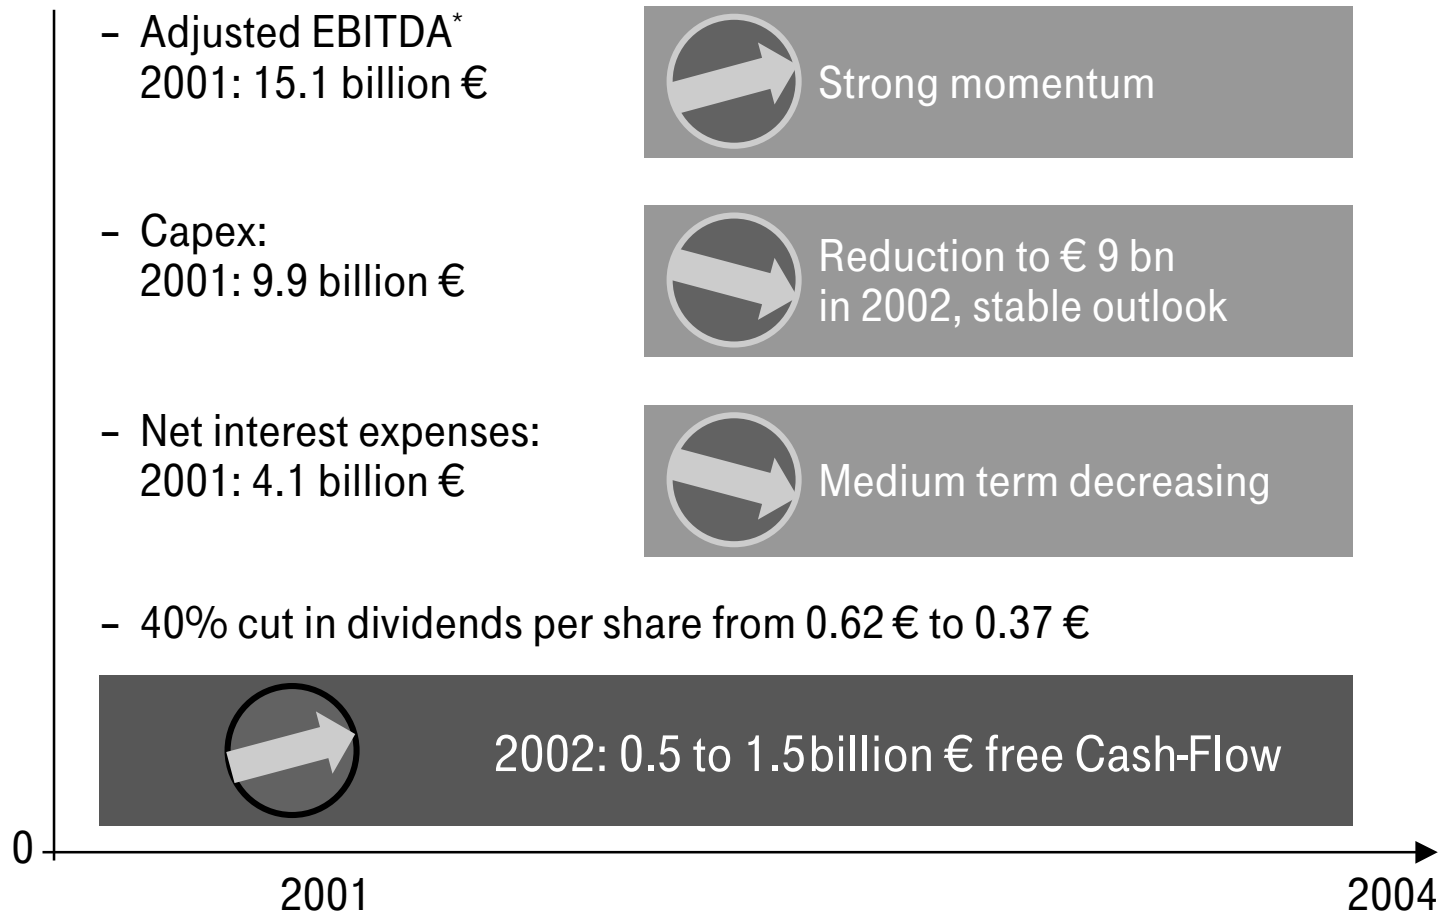 – Adjusted EBITDA*
2001: 15.1 billion €
Strong momentum
– Capex:
2001: 9.9 billion €
Reduction to € 9 bn
in 2002, stable outlook
– Net interest expenses:
2001: 4.1 billion €
Medium term decreasing
– 40% cut in dividends per share from 0.62 € to 0.37 €
2002: 0.5 to 1.5 billion € free Cash-Flow
0
2001
2004